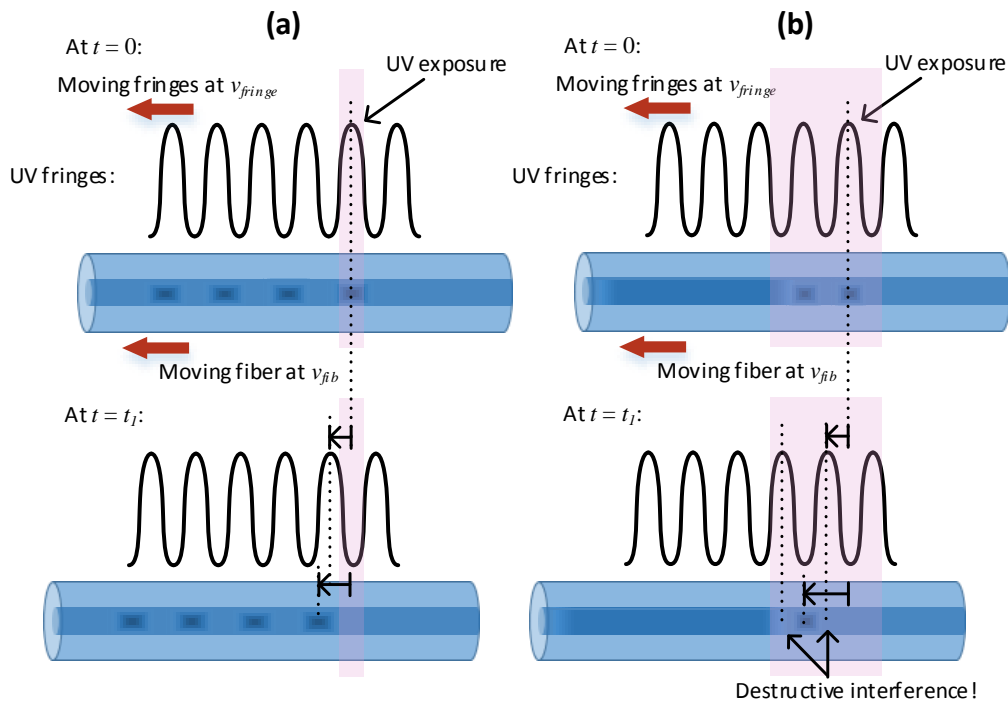 (a)
At t = 0:
Moving fringes at v_fringe
UV exposure
UV fringes:
Moving fiber at v_fib
At t = t_1:
(b)
At t = 0:
Moving fringes at v_fringe
UV exposure
UV fringes:
Moving fiber at v_fib
At t = t_1:
Destructive interference!